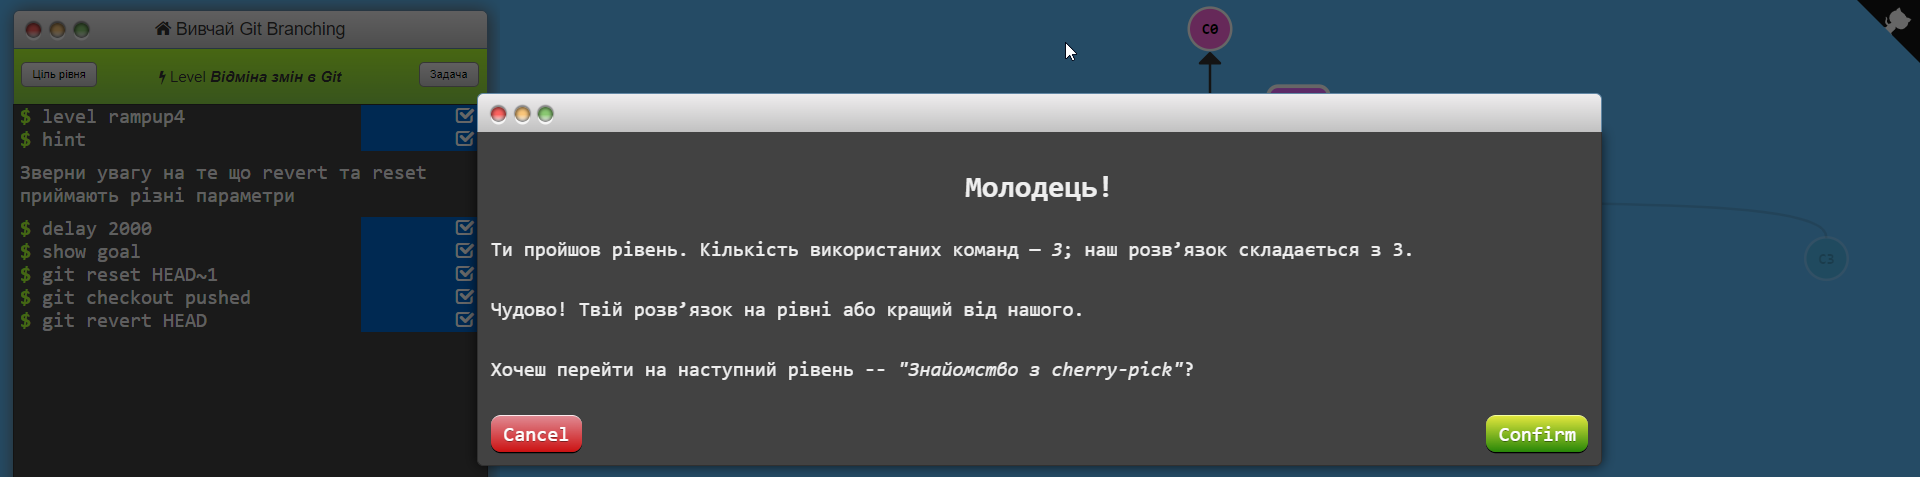 Вивчай Git Branching
Ціль рівня
Level Відміна змін в Git
Задача
$ level rampup4
$ hint
Зверни увагу на те що revert та reset
приймають різні параметри
$ delay 2000
$ show goal
$ git reset HEAD~1
$ git checkout pushed
$ git revert HEAD
C0
Молодець!
Ти пройшов рівень. Кількість використаних команд — 3; наш розв’язок складається з 3.
Чудово! Твій розв’язок на рівні або кращий від нашого.
Хочеш перейти на наступний рівень -- "Знайомство з cherry-pick"?
Cancel
Confirm
C3